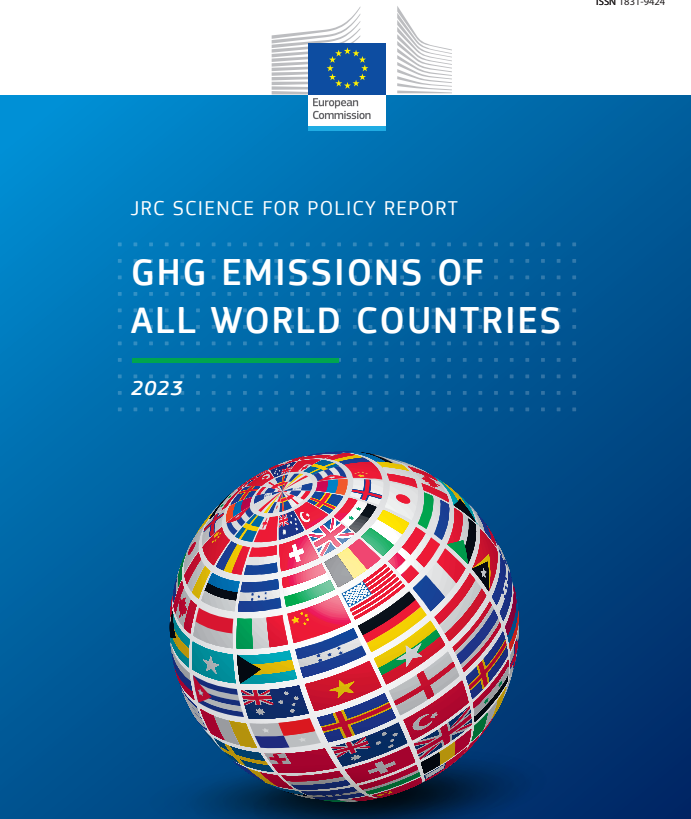 ISSN 1831-9424
European
Commission
JRC SCIENCE FOR POLICY REPORT
GHG EMISSIONS OF
ALL WORLD COUNTRIES
2023